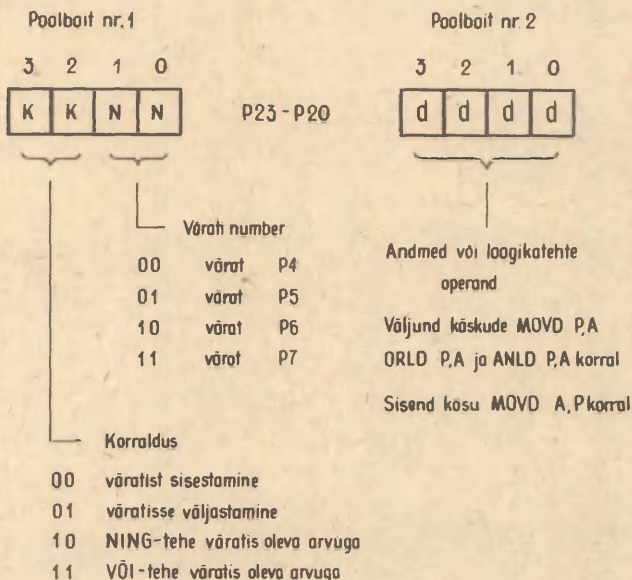 Poolbait nr. 1
3 2 1 0
K K N N
P23-P20
Poolbait nr. 2
3 2 1 0
d d d d
Värati number
00 värat P4
01 värat P5
10 värat P6
11 värat P7
Andmed või loogikatehte
operand
Väljund käskude MOVD P,A
ORLD P,A ja ANLD P,A korral
Sisend käsu MOVD A,P korral
Korraldus
00 väratist sisestamine
01 väratisse väljastamine
10 NING-tehe väratis oleva arvuga
11 VÕI-tehe väratis oleva arvuga